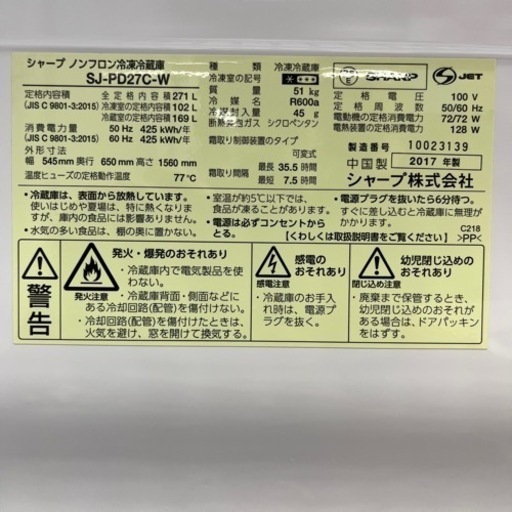 シャープ ノンフロン冷凍冷蔵庫
SJ-PD27C-W
定格内容積 全定格内容積 271 L
(JIS C 9801-3:2015) 冷凍室の定格内容積 102 L
冷蔵室の定格内容積 169 L
消費電力量 50 Hz 425 kWh/年
(JIS C 9801-3:2015) 60 Hz 425 kWh/年
外形寸法
幅 545mm 奥行 650 mm 高さ 1560 mm
温度ヒューズの定格動作温度 77℃
種類 冷凍冷蔵庫
冷凍室の記号
質量 51 kg
冷媒名 R600a
冷媒封入量 45 g
断熱発泡ガス シクロペンタン
霜取り制御装置のタイプ
可変式
霜取り間隔 最長 35.5 時間
最短 7.5 時間
PS E SHARP S JET
定格電圧 100 V
定格周波数 50/60 Hz
電動機の定格消費電力 72/72 W
電熱装置の定格消費電力 128 W
製造番号 10023139
中国製 2017 年製
シャープ株式会社
C218
>PP<
・冷蔵庫は、表面から放熱しています。
使いはじめや夏場は、特に熱くなりますが、庫内の食品には影響ありません。
・水気の多い食品は、棚の奥に置かない。
・室温が約5℃以下では、食品が凍ることがあります。
・電源は必ずコンセントからとる。
・電源プラグを抜いたら6分待つ。
すぐに差し込むと冷蔵庫に無理がかかります。
【くわしくは取扱説明書をご覧ください】
警告
発火・爆発のおそれあり
発火注意
・冷蔵庫内で電気製品を使わない。
・冷蔵庫背面・側面などにある冷却回路(配管)を傷付けない。
・冷却回路(配管)を傷付けたときは、火気を避け、窓を開けて換気する。
感電のおそれあり
感電注意
・冷蔵庫のお手入れ時は、電源プラグを抜く。
幼児閉じ込めのおそれあり
閉じ込め注意
・廃棄まで保管するときは、幼児閉じ込めのおそれがあるため、ドアパッキンをはずす。